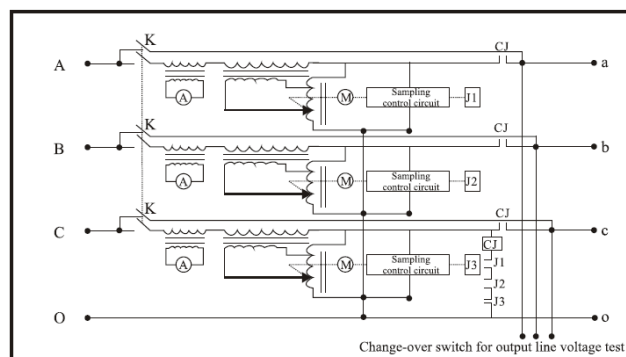 K
CJ
A
a
A
M
Sampling
control circuit
J1
K
CJ
B
b
A
M
Sampling
control circuit
J2
K
CJ
C
c
A
M
Sampling
control circuit
J3
CJ
J1
J2
J3
O
o
Change-over switch for output line voltage test